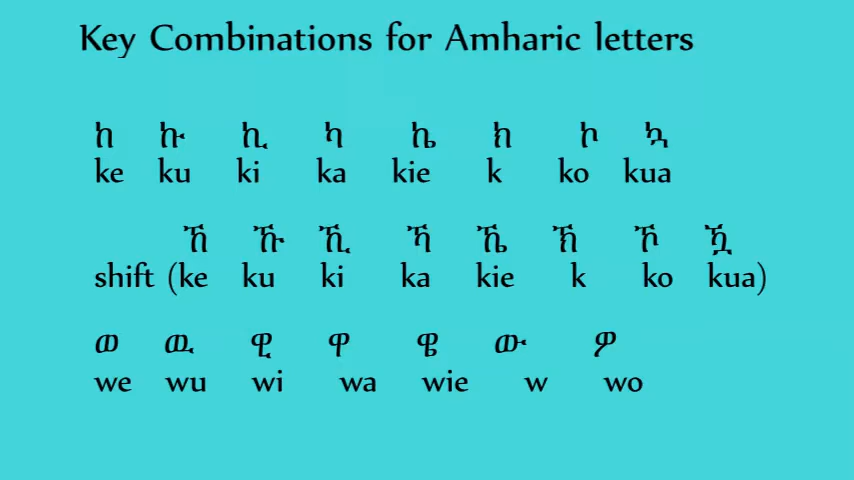 Key Combinations for Amharic letters
ከ ኩ ኪ ካ ኬ ክ ኮ ኳ
ke ku ki ka kie k ko kua
ኸ ኹ ኺ ኻ ኼ ኽ ኾ ዃ
shift (ke ku ki ka kie k ko kua)
ወ ዉ ዊ ዋ ዌ ው ዎ
we wu wi wa wie w wo